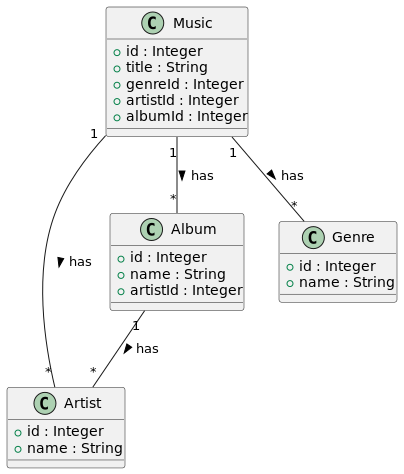 C Music
id : Integer
title : String
genreId : Integer
artistId : Integer
albumId : Integer
1
1
1
has
has
*
*
C Album
id : Integer
name : String
artistId : Integer
C Genre
id : Integer
name : String
has
1
has
*
*
C Artist
id : Integer
name : String